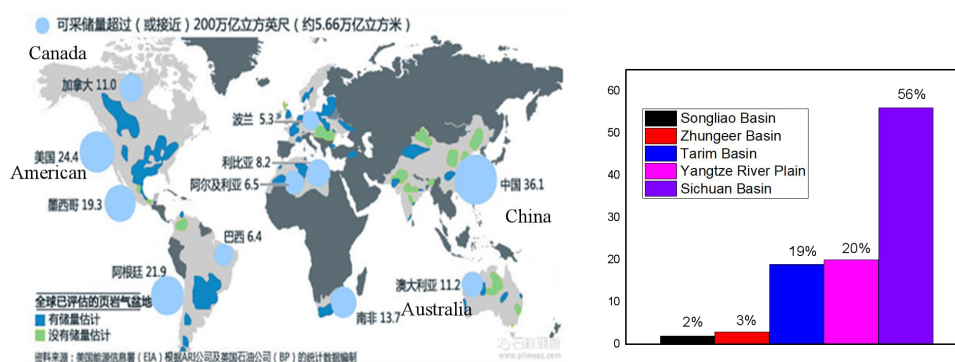 可采储量超过（或接近）200万亿立方英尺（约5.66万亿立方米）
Canada
加拿大 11.0
波兰 5.3
美国 24.4
American
利比亚 8.2
阿尔及利亚 6.5
中国 36.1
China
墨西哥 19.3
巴西 6.4
阿根廷 21.9
澳大利亚 11.2
Australia
南非 13.7
全球已评估的页岩气盆地
有储量估计
没有储量估计
资料来源：美国能源信息署（EIA）根据ARI公司及英国石油公司（BP）的统计数据编制
60
50
40
30
20
10
0
Songliao Basin
Zhungeer Basin
Tarim Basin
Yangtze River Plain
Sichuan Basin
2%
3%
19%
20%
56%